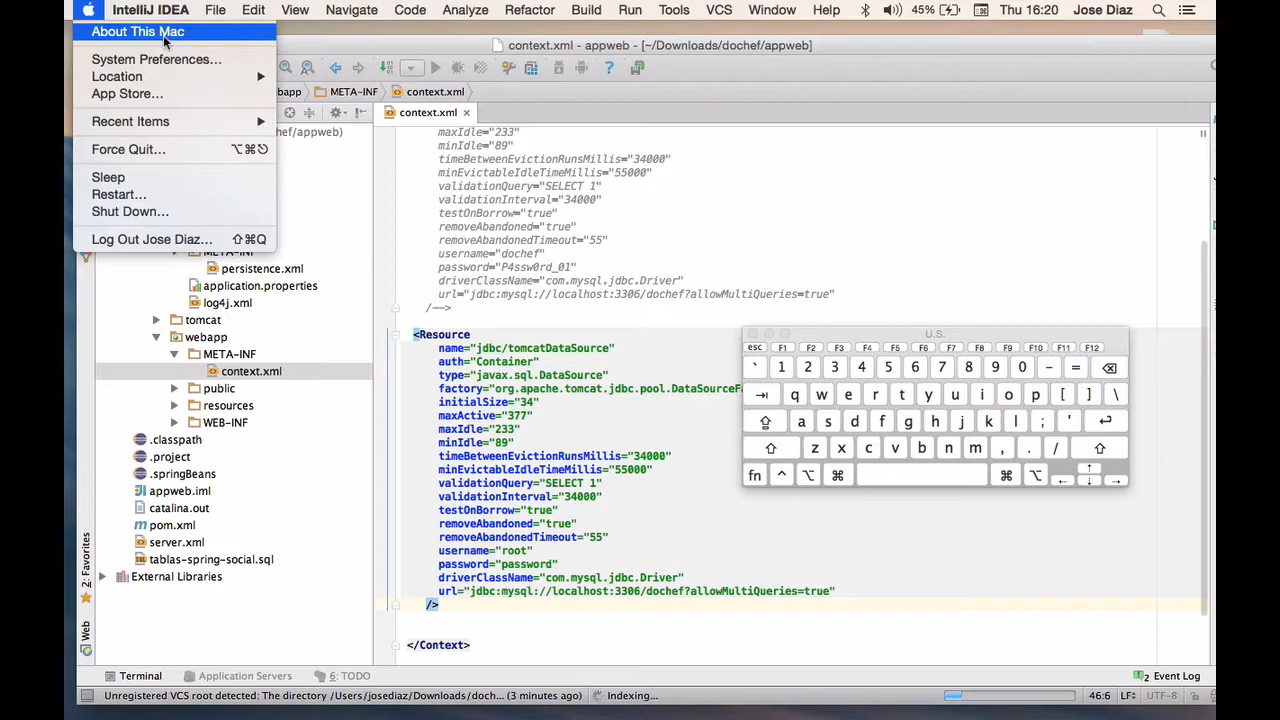 IntelliJ IDEA File Edit View Navigate Code Analyze Refactor Build Run Tools VCS Window Help 45% Thu 16:20 Jose Diaz
About This Mac
System Preferences…
Location
App Store…
Recent Items
Force Quit… ⌥⌘⎋
Sleep
Restart…
Shut Down…
Log Out Jose Diaz… ⇧⌘Q
context.xml - appweb - [~/Downloads/dochef/appweb]
META-INF context.xml
context.xml
META-INF
persistence.xml
application.properties
log4j.xml
tomcat
webapp
META-INF
context.xml
public
resources
WEB-INF
.classpath
.project
.springBeans
appweb.iml
catalina.out
pom.xml
server.xml
tablas-spring-social.sql
External Libraries
2: Favorites
Web
maxIdle="233"
minIdle="89"
timeBetweenEvictionRunsMillis="34000"
minEvictableIdleTimeMillis="55000"
validationQuery="SELECT 1"
validationInterval="34000"
testOnBorrow="true"
removeAbandoned="true"
removeAbandonedTimeout="55"
username="dochef"
password="P4ssw0rd_01"
driverClassName="com.mysql.jdbc.Driver"
url="jdbc:mysql://localhost:3306/dochef?allowMultiQueries=true"
/-->
<Resource
name="jdbc/tomcatDataSource"
auth="Container"
type="javax.sql.DataSource"
factory="org.apache.tomcat.jdbc.pool.DataSourceFa
initialSize="34"
maxActive="377"
maxIdle="233"
minIdle="89"
timeBetweenEvictionRunsMillis="34000"
minEvictableIdleTimeMillis="55000"
validationQuery="SELECT 1"
validationInterval="34000"
testOnBorrow="true"
removeAbandoned="true"
removeAbandonedTimeout="55"
username="root"
password="password"
driverClassName="com.mysql.jdbc.Driver"
url="jdbc:mysql://localhost:3306/dochef?allowMultiQueries=true"
/>
</Context>
U.S.
esc F1 F2 F3 F4 F5 F6 F7 F8 F9 F10 F11 F12
` 1 2 3 4 5 6 7 8 9 0 - =
q w e r t y u i o p [ ] \
a s d f g h j k l ; '
z x c v b n m , . /
fn ^ ⌥ ⌘ ⌘ ⌥
Terminal Application Servers 6: TODO 2 Event Log
Unregistered VCS root detected: The directory /Users/josediaz/Downloads/doch... (3 minutes ago) Indexing... 46:6 LF UTF-8